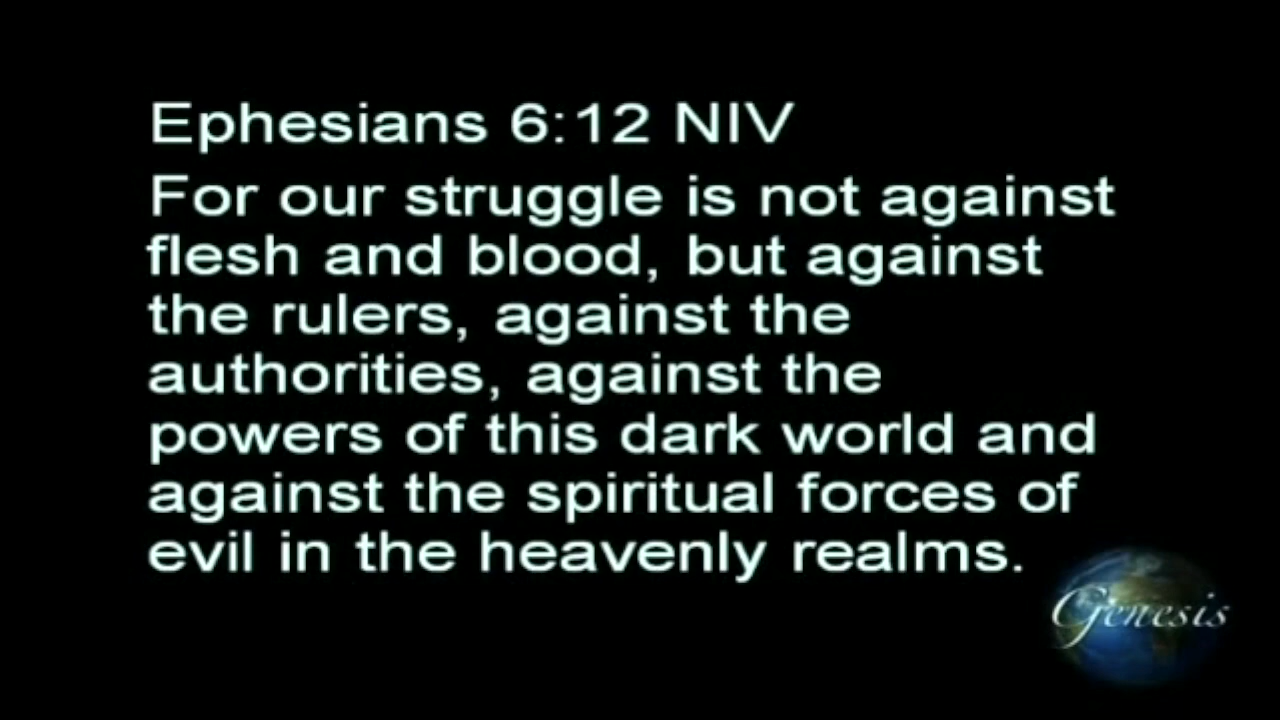 Ephesians 6:12 NIV
For our struggle is not against
flesh and blood, but against
the rulers, against the
authorities, against the
powers of this dark world and
against the spiritual forces of
evil in the heavenly realms.
Genesis